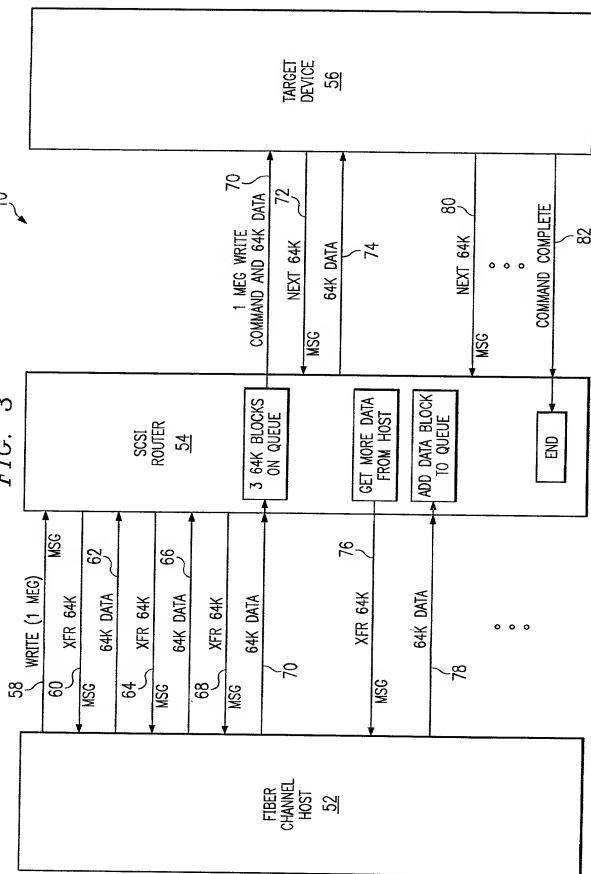 10
FIG. 3
FIBER
CHANNEL
HOST
52
58
WRITE (1 MEG)
MSG
60
XFR 64K
MSG
62
64K DATA
64
XFR 64K
MSG
66
64K DATA
68
XFR 64K
MSG
64K DATA
70
76
XFR 64K
MSG
64K DATA
78
SCSI
ROUTER
54
3 64K BLOCKS
ON QUEUE
GET MORE DATA
FROM HOST
ADD DATA BLOCK
TO QUEUE
END
1 MEG WRITE
COMMAND AND 64K DATA
70
72
NEXT 64K
MSG
64K DATA
74
80
NEXT 64K
MSG
COMMAND COMPLETE
82
TARGET
DEVICE
56